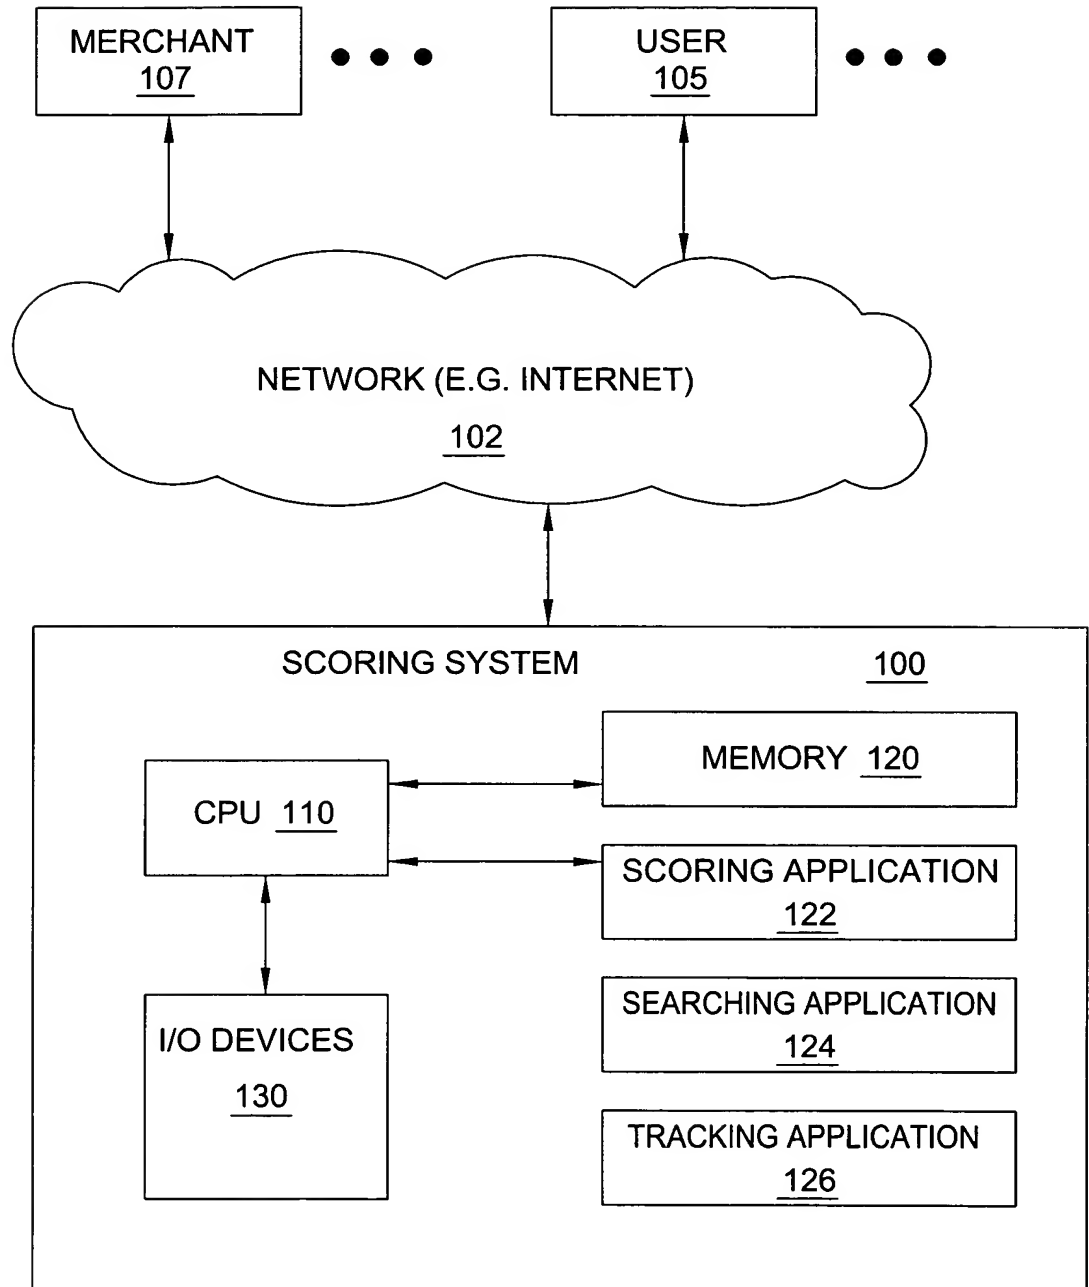 MERCHANT
107
USER
105
NETWORK (E.G. INTERNET)
102
SCORING SYSTEM 100
MEMORY 120
CPU 110
SCORING APPLICATION
122
SEARCHING APPLICATION
124
I/O DEVICES
130
TRACKING APPLICATION
126